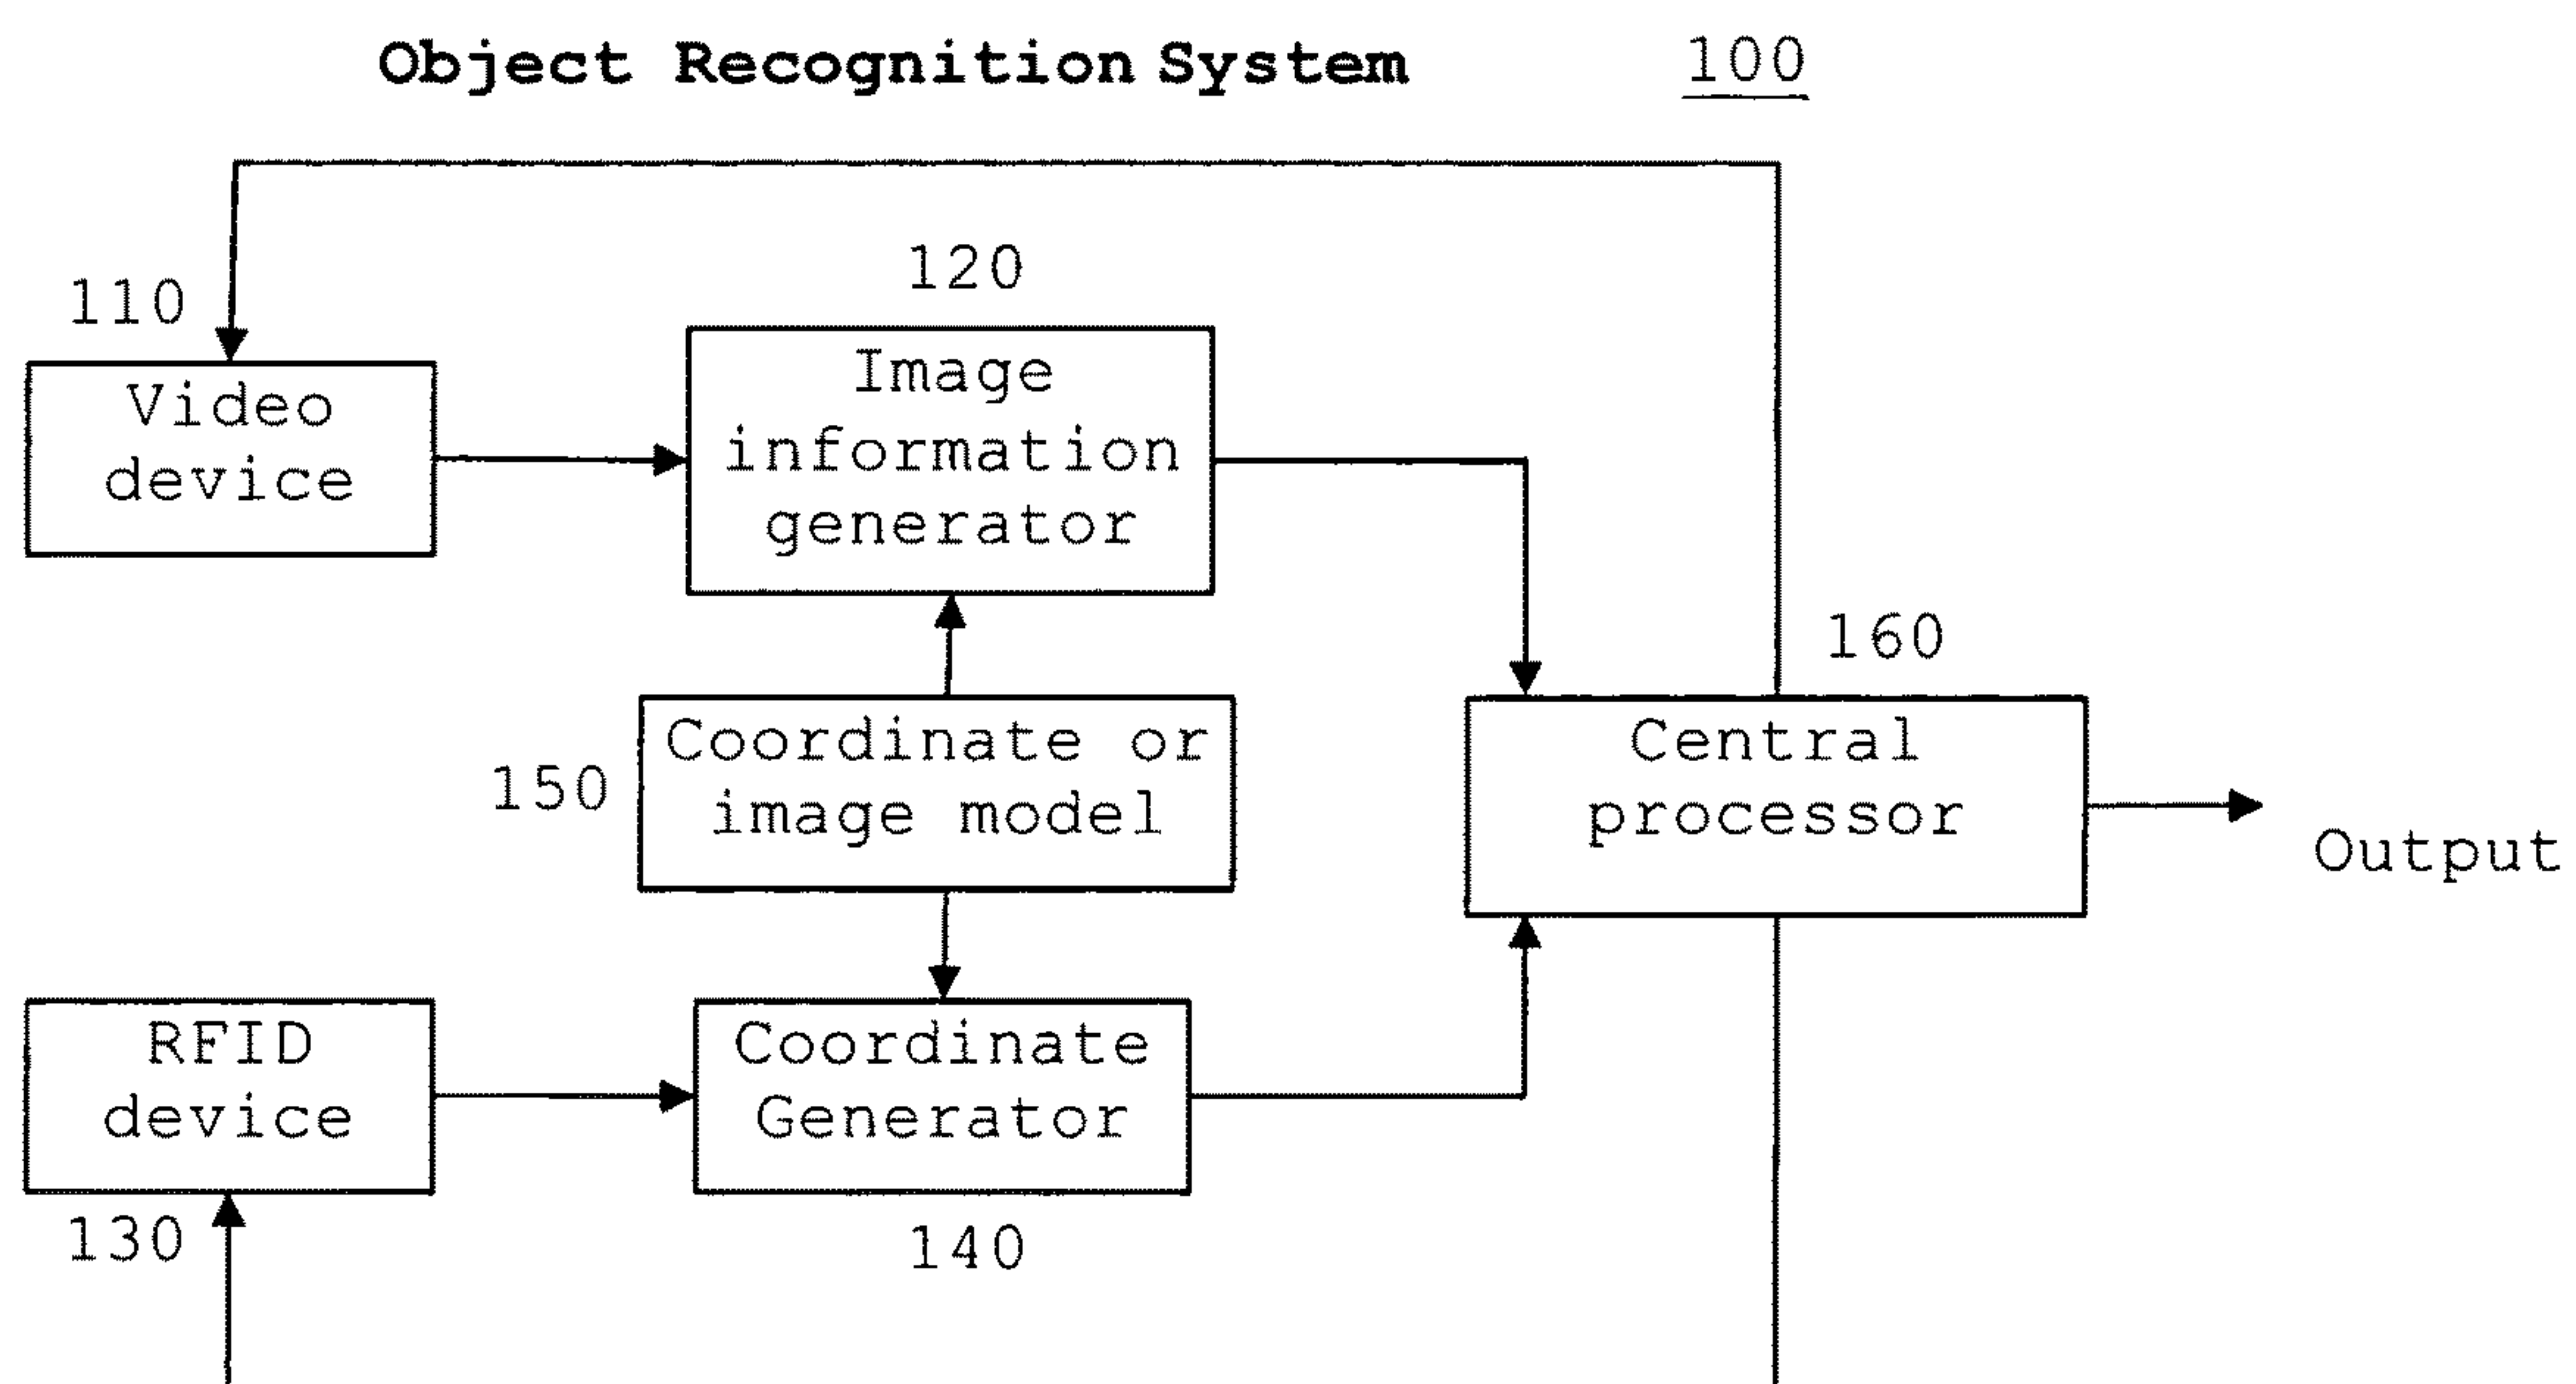 Object Recognition System
100
110
Video
device
120
Image
information
generator
150
Coordinate or
image model
160
Central
processor
Output
RFID
device
130
Coordinate
Generator
140